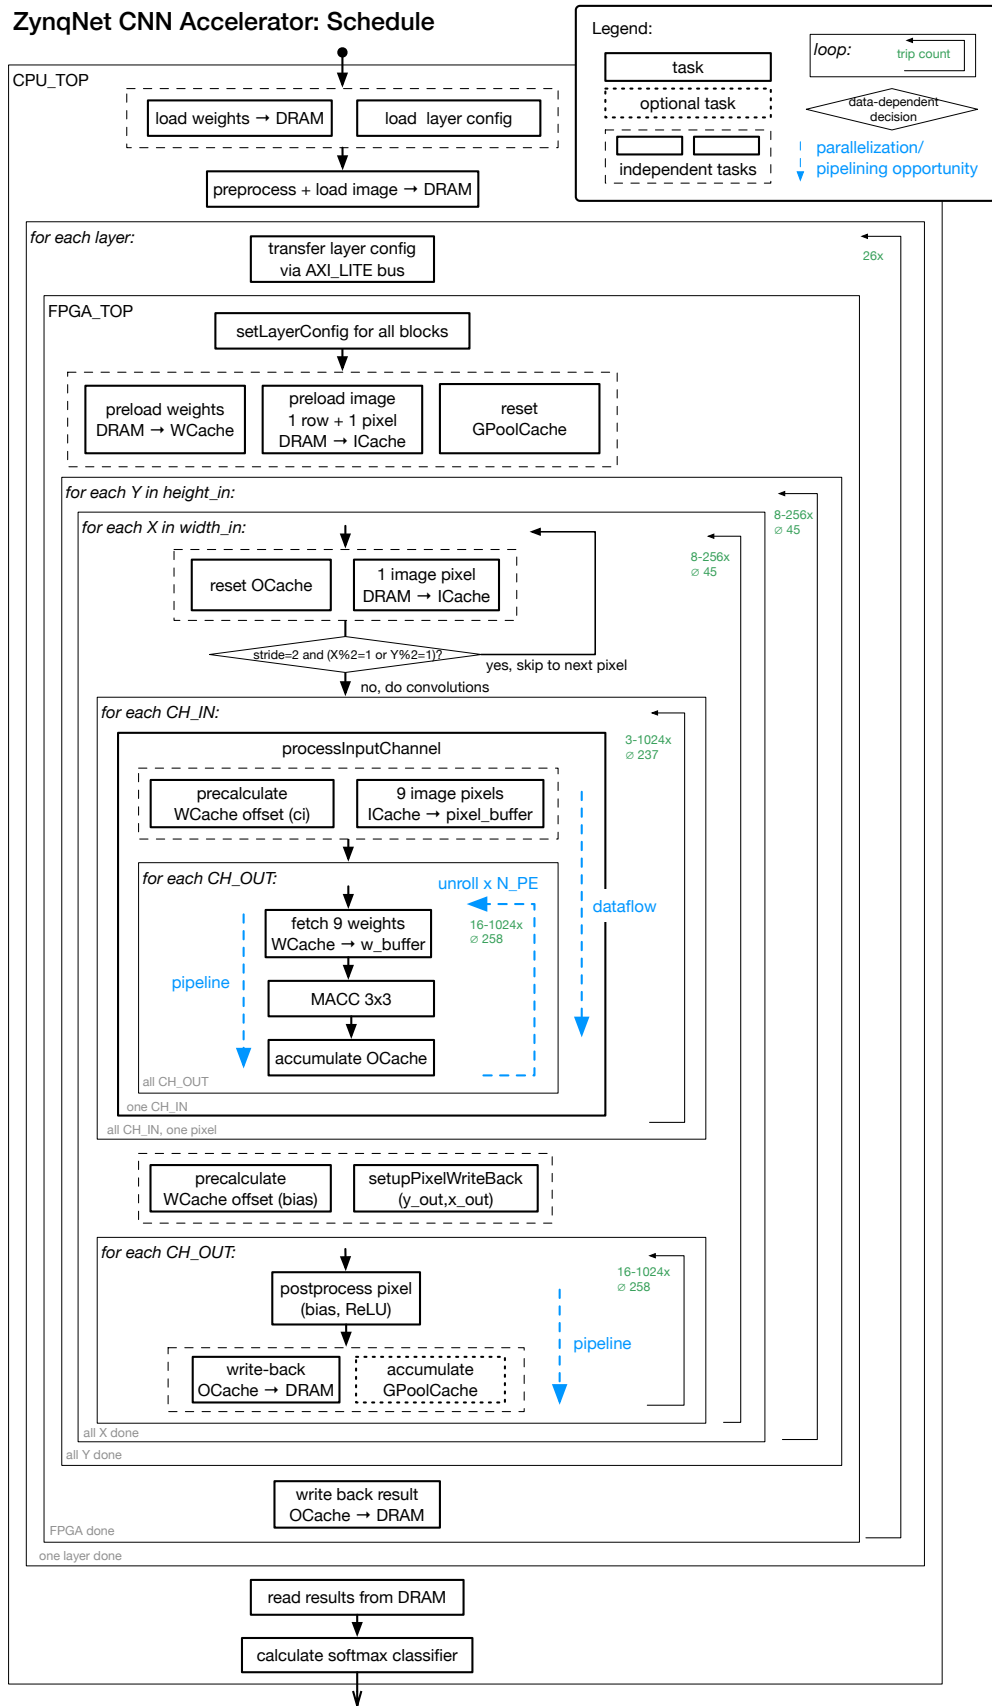 ZynqNet CNN Accelerator: Schedule
Legend:
task
optional task
independent tasks
loop:
trip count
data-dependent
decision
parallelization/
pipelining opportunity
CPU_TOP
load weights → DRAM
load layer config
preprocess + load image → DRAM
for each layer:
26x
transfer layer config
via AXI_LITE bus
FPGA_TOP
setLayerConfig for all blocks
preload weights
DRAM → WCache
preload image
1 row + 1 pixel
DRAM → ICache
reset
GPoolCache
for each Y in height_in:
8-256x
⌀ 45
for each X in width_in:
8-256x
⌀ 45
reset OCache
1 image pixel
DRAM → ICache
stride=2 and (X%2=1 or Y%2=1)?
yes, skip to next pixel
no, do convolutions
for each CH_IN:
3-1024x
⌀ 237
processInputChannel
precalculate
WCache offset (ci)
9 image pixels
ICache → pixel_buffer
for each CH_OUT:
unroll x N_PE
16-1024x
⌀ 258
dataflow
fetch 9 weights
WCache → w_buffer
pipeline
MACC 3x3
accumulate OCache
all CH_OUT
one CH_IN
all CH_IN, one pixel
precalculate
WCache offset (bias)
setupPixelWriteBack
(y_out,x_out)
for each CH_OUT:
16-1024x
⌀ 258
postprocess pixel
(bias, ReLU)
pipeline
write-back
OCache → DRAM
accumulate
GPoolCache
all X done
all Y done
write back result
OCache → DRAM
FPGA done
one layer done
read results from DRAM
calculate softmax classifier